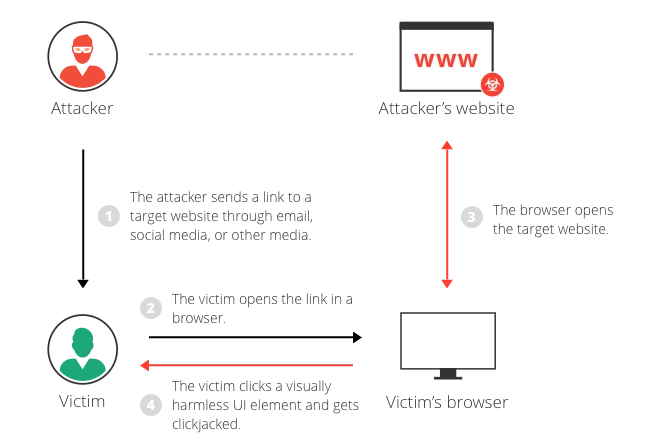 www
Attacker
Attacker's website
1
The attacker sends a link to a
target website through email,
social media, or other media.
3
The browser opens
the target website.
2
The victim opens the link in a
browser.
4
The victim clicks a visually
harmless UI element and gets
clickjacked.
Victim
Victim's browser